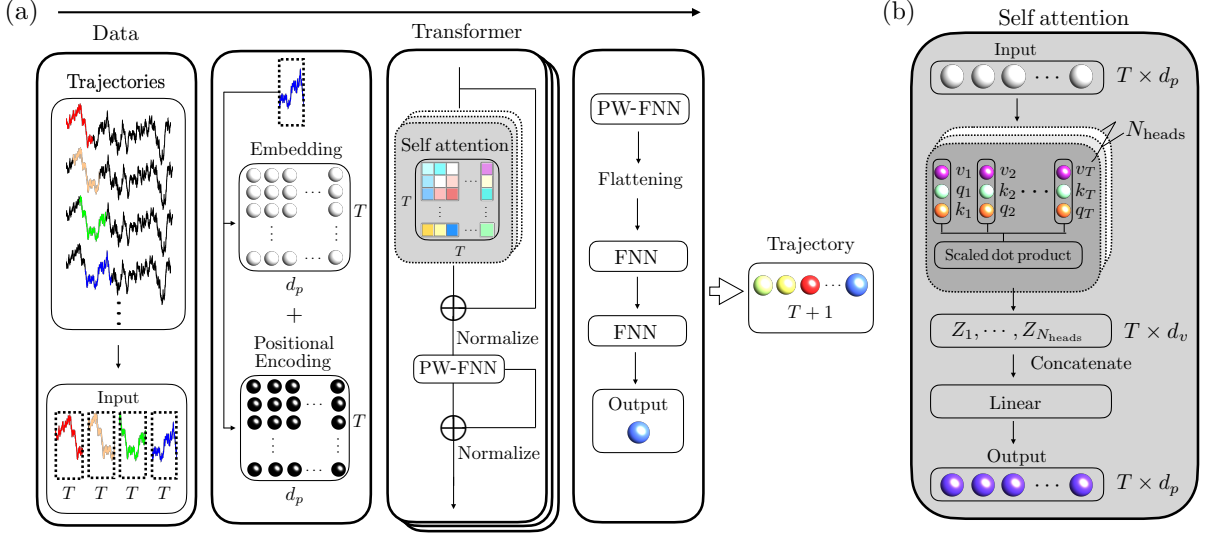 (a)
Data
Trajectories
Input
T T T T
Embedding
T
d_p
+
Positional
Encoding
T
d_p
Transformer
Self attention
T
T
Normalize
PW-FNN
Normalize
PW-FNN
Flattening
FNN
FNN
Output
Trajectory
T + 1
(b)
Self attention
Input
T × d_p
N_heads
v_1 v_2 v_T
q_1 k_2 k_T
k_1 q_2 q_T
Scaled dot product
Z_1, ⋯ , Z_{N_heads} T × d_v
Concatenate
Linear
Output
T × d_p